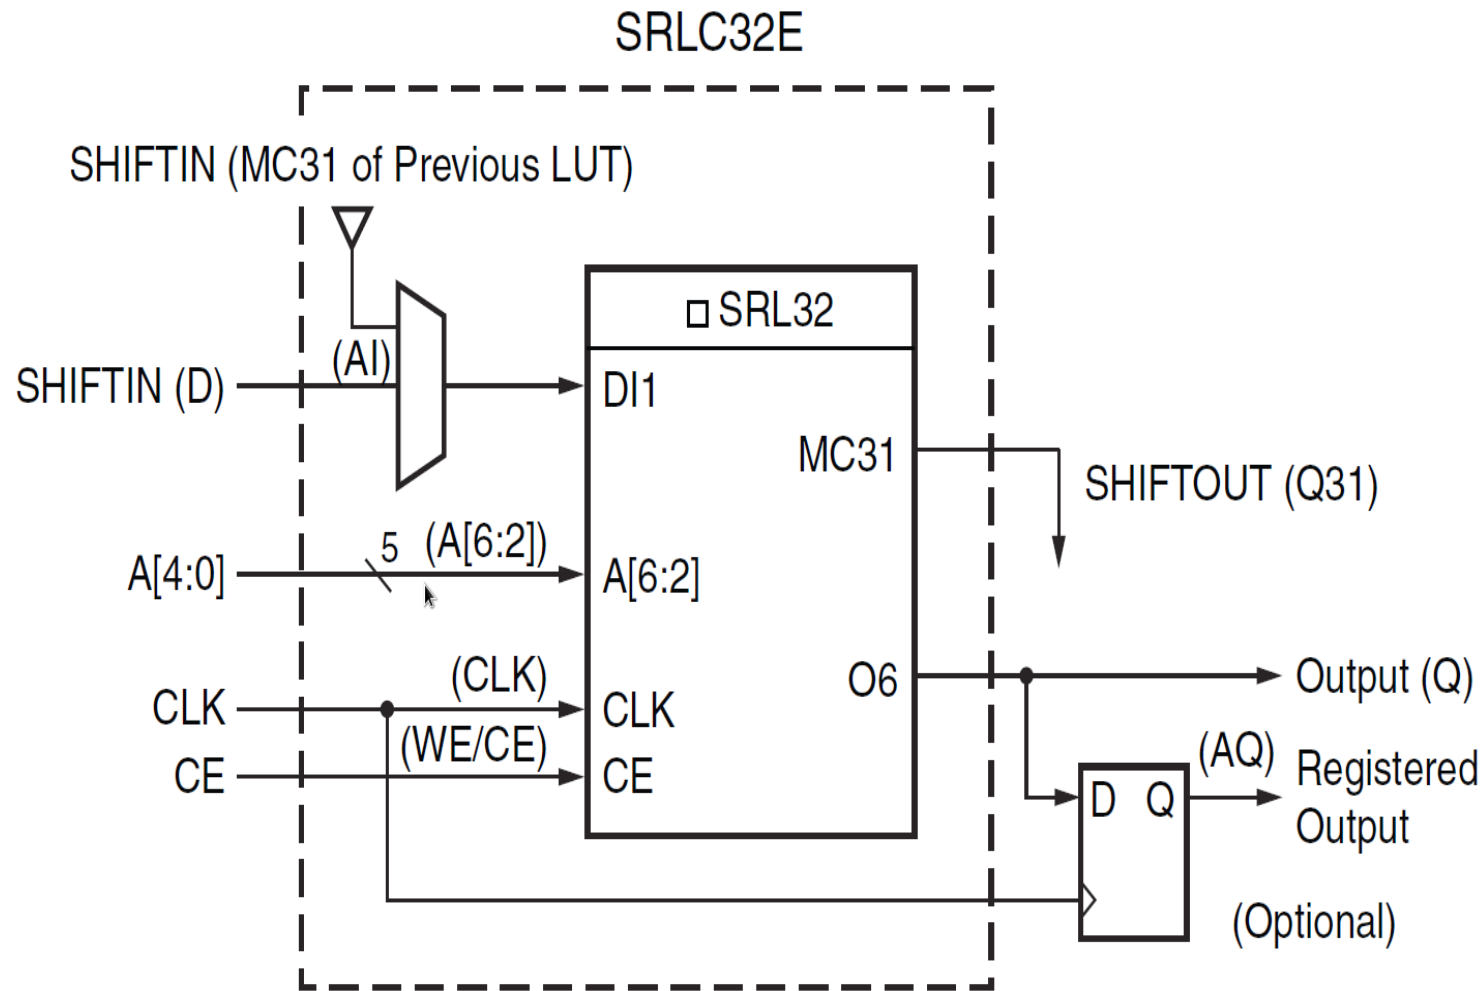 SRLC32E
SHIFTIN (MC31 of Previous LUT)
SRL32
(AI)
SHIFTIN (D)
DI1
MC31
SHIFTOUT (Q31)
5
(A[6:2])
A[4:0]
A[6:2]
(CLK)
O6
Output (Q)
CLK
CLK
(WE/CE)
(AQ)
Registered
Output
CE
CE
D Q
(Optional)